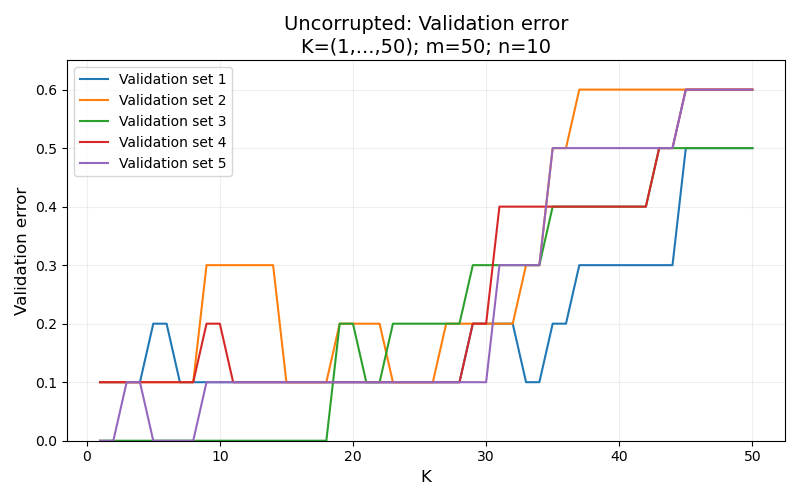 Uncorrupted: Validation error
K=(1,...,50); m=50; n=10
Validation set 1
Validation set 2
Validation set 3
Validation set 4
Validation set 5
Validation error
0.6
0.5
0.4
0.3
0.2
0.1
0.0
0 10 20 30 40 50
K